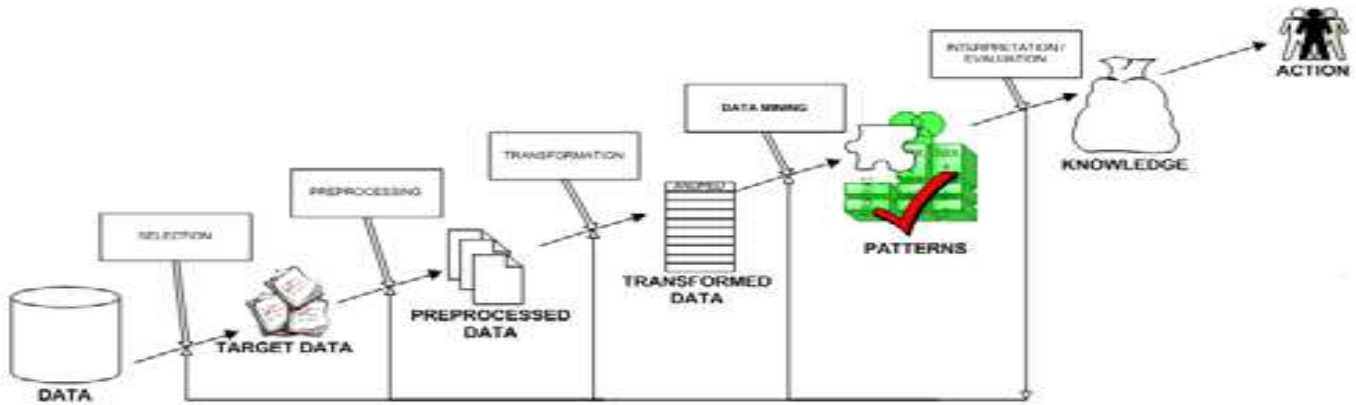 INTERPRETATION /
EVALUATION
ACTION
DATA MINING
KNOWLEDGE
TRANSFORMATION
PREPROCESSING
PATTERNS
SELECTION
TRANSFORMED
DATA
PREPROCESSED
DATA
TARGET DATA
DATA